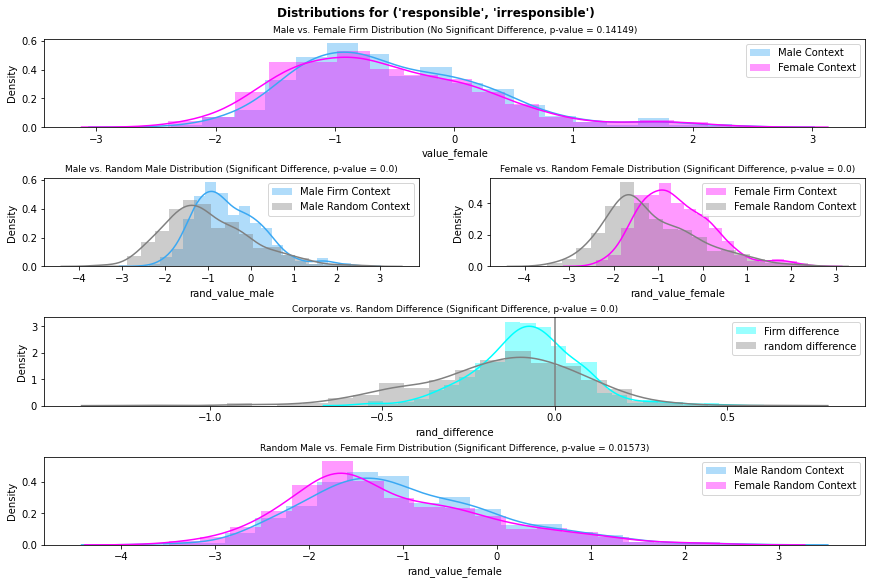 Distributions for ('responsible', 'irresponsible')
Male vs. Female Firm Distribution (No Significant Difference, p-value = 0.14149)
0.6
0.4
0.2
0.0
Density
Male Context
Female Context
−3 −2 −1 0 1 2 3
value_female
Male vs. Random Male Distribution (Significant Difference, p-value = 0.0)
0.6
0.4
0.2
0.0
Density
Male Firm Context
Male Random Context
−4 −3 −2 −1 0 1 2 3
rand_value_male
Female vs. Random Female Distribution (Significant Difference, p-value = 0.0)
0.4
0.2
0.0
Density
Female Firm Context
Female Random Context
−4 −3 −2 −1 0 1 2 3
rand_value_female
Corporate vs. Random Difference (Significant Difference, p-value = 0.0)
3
2
1
0
Density
Firm difference
random difference
−1.0 −0.5 0.0 0.5
rand_difference
Random Male vs. Female Firm Distribution (Significant Difference, p-value = 0.01573)
0.4
0.2
0.0
Density
Male Random Context
Female Random Context
−4 −3 −2 −1 0 1 2 3
rand_value_female